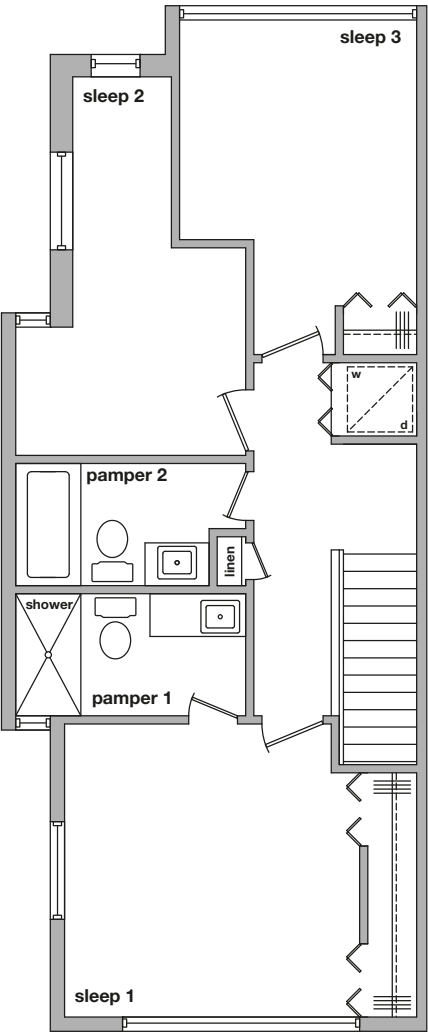 sleep 3
sleep 2
w
d
pamper 2
linen
shower
pamper 1
sleep 1